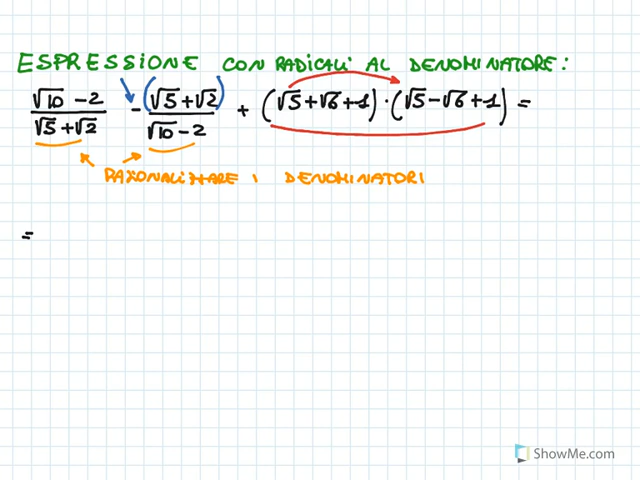 ESPRESSIONE CON RADICALI AL DENOMINATORE:
(√10 - 2)/(√5 + √2) - (√5 + √2)/(√10 - 2) + (√5 + √6 + 1) · (√5 - √6 + 1) =
RAZIONALIZZARE I DENOMINATORI
=
ShowMe.com